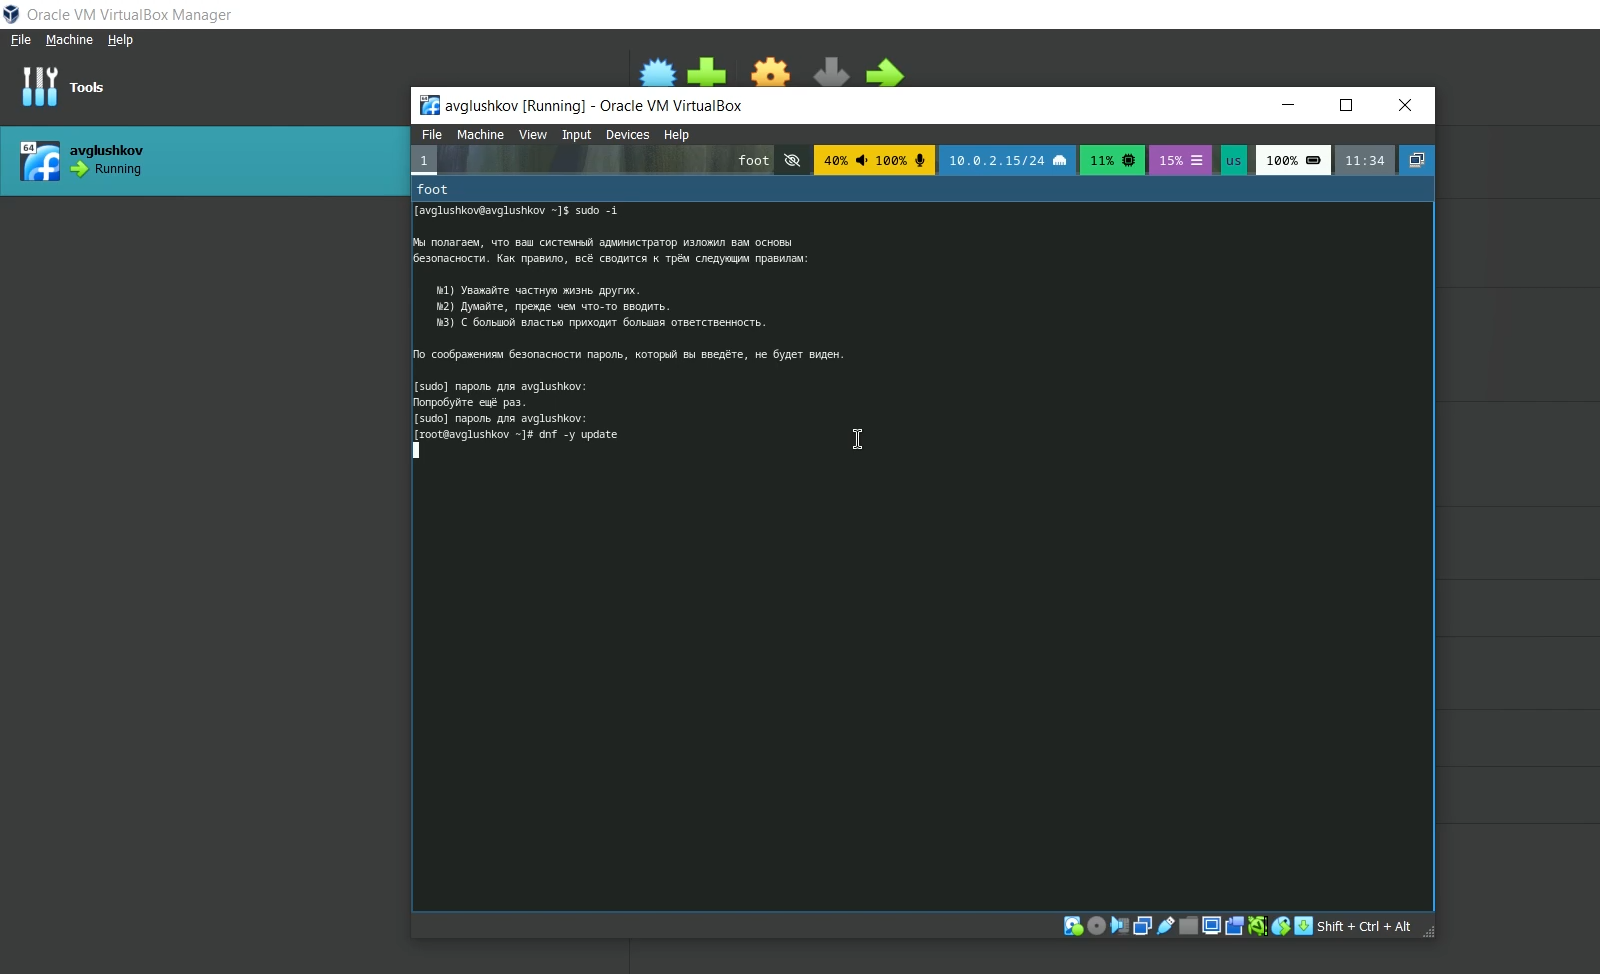 Oracle VM VirtualBox Manager
File Machine Help
Tools
64
avglushkov
Running
avglushkov [Running] - Oracle VM VirtualBox
File Machine View Input Devices Help
1 foot 40% 100% 10.0.2.15/24 11% 15% us 100% 11:34
foot
[avglushkov@avglushkov ~]$ sudo -i
Мы полагаем, что ваш системный администратор изложил вам основы
безопасности. Как правило, всё сводится к трём следующим правилам:
№1) Уважайте частную жизнь других.
№2) Думайте, прежде чем что-то вводить.
№3) С большой властью приходит большая ответственность.
По соображениям безопасности пароль, который вы введёте, не будет виден.
[sudo] пароль для avglushkov:
Попробуйте ещё раз.
[sudo] пароль для avglushkov:
[root@avglushkov ~]# dnf -y update
Shift + Ctrl + Alt